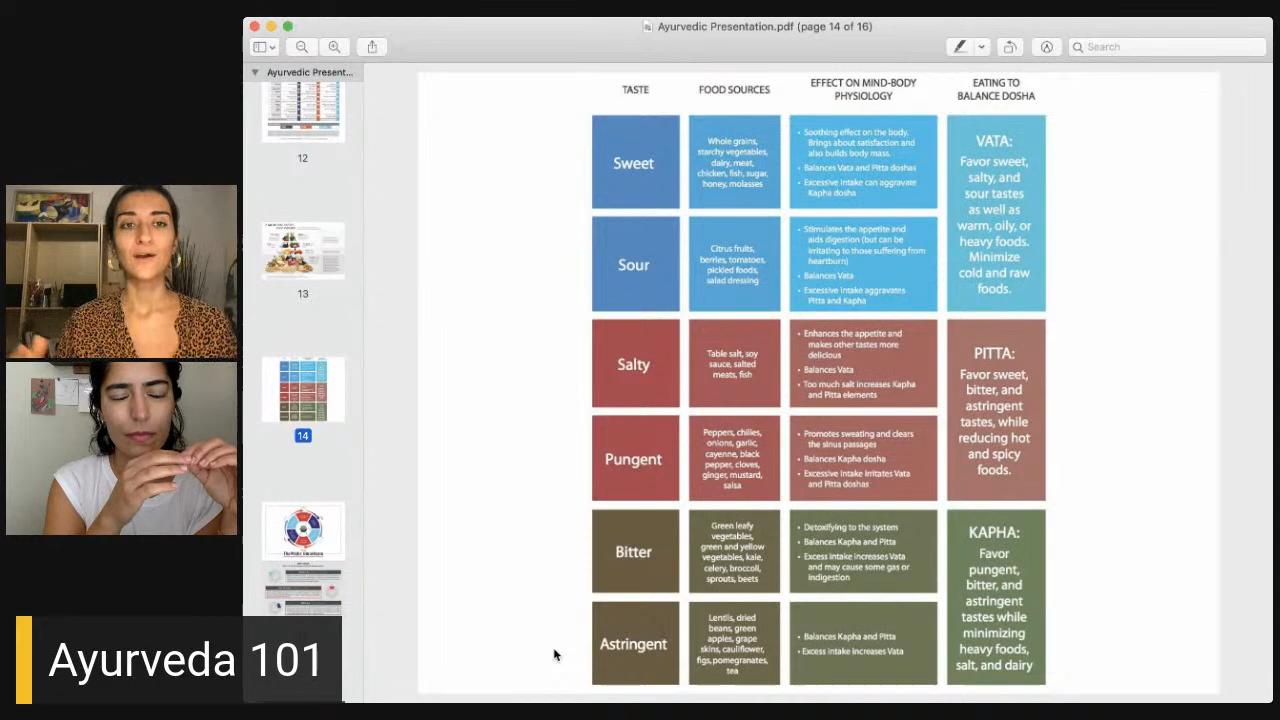 Ayurvedic Presentation.pdf (page 14 of 16)
Search
Ayurvedic Present...
12
13
14
TASTE
FOOD SOURCES
EFFECT ON MIND-BODY
PHYSIOLOGY
EATING TO
BALANCE DOSHA
Sweet
Whole grains,
starchy vegetables,
dairy, meat,
chicken, fish, sugar,
honey, molasses
• Soothing effect on the body.
Brings about satisfaction and
also builds body mass.
• Balances Vata and Pitta doshas
• Excessive intake can aggravate
Kapha dosha
VATA:
Favor sweet,
salty, and
sour tastes
as well as
warm, oily, or
heavy foods.
Minimize
cold and raw
foods.
Sour
Citrus fruits,
berries, tomatoes,
pickled foods,
salad dressing
• Stimulates the appetite and
aids digestion (but can be
irritating to those suffering from
heartburn)
• Balances Vata
• Excessive intake aggravates
Pitta and Kapha
Salty
Table salt, soy
sauce, salted
meats, fish
• Enhances the appetite and
makes other tastes more
delicious
• Balances Vata
• Too much salt increases Kapha
and Pitta elements
PITTA:
Favor sweet,
bitter, and
astringent
tastes, while
reducing hot
and spicy
foods.
Pungent
Peppers, chilies,
onions, garlic,
cayenne, black
pepper, cloves,
ginger, mustard,
salsa
• Promotes sweating and clears
the sinus passages
• Balances Kapha dosha
• Excessive intake irritates Vata
and Pitta doshas
Bitter
Green leafy
vegetables,
green and yellow
vegetables, kale,
celery, broccoli,
sprouts, beets
• Detoxifying to the system
• Balances Kapha and Pitta
• Excess intake increases Vata
and may cause some gas or
indigestion
KAPHA:
Favor
pungent,
bitter, and
astringent
tastes while
minimizing
heavy foods,
salt, and dairy
Astringent
Lentils, dried
beans, green
apples, grape
skins, cauliflower,
figs, pomegranates,
tea
• Balances Kapha and Pitta
• Excess intake increases Vata
Ayurveda 101